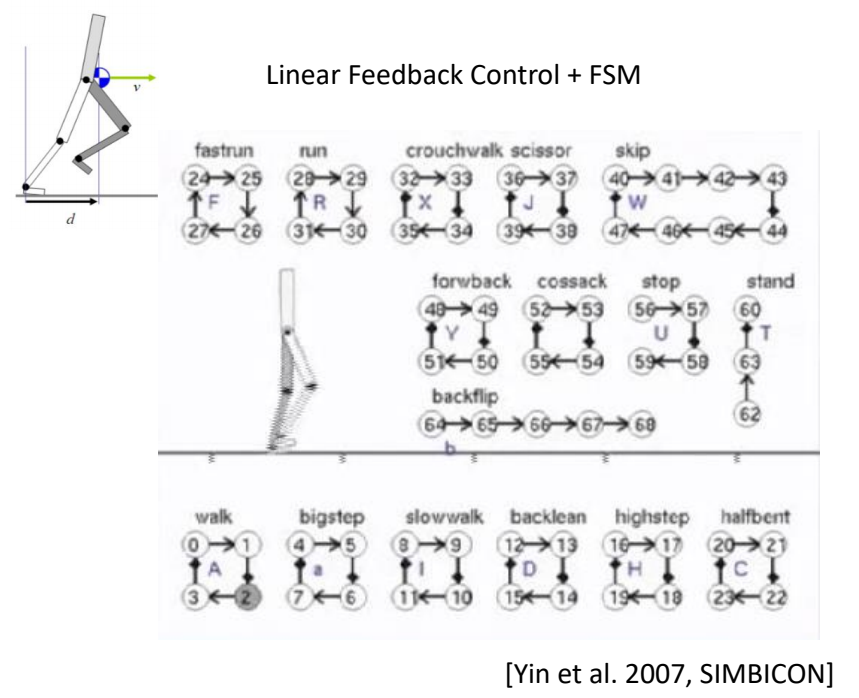 Linear Feedback Control + FSM
v
d
fastrun run crouchwalk scissor skip
24 25 28 29 32 33 36 37 40 41 42 43
F R X J W
27 26 31 30 35 34 39 38 47 46 45 44
forwback cossack stop stand
48 49 52 53 56 57 60
Y U T
51 50 55 54 59 58 63
backflip
64 65 66 67 68 62
b
walk bigstep slowwalk backlean highstep halfbent
0 1 4 5 8 9 12 13 16 17 20 21
A a I D H C
3 2 7 6 11 10 15 14 19 18 23 22
[Yin et al. 2007, SIMBICON]